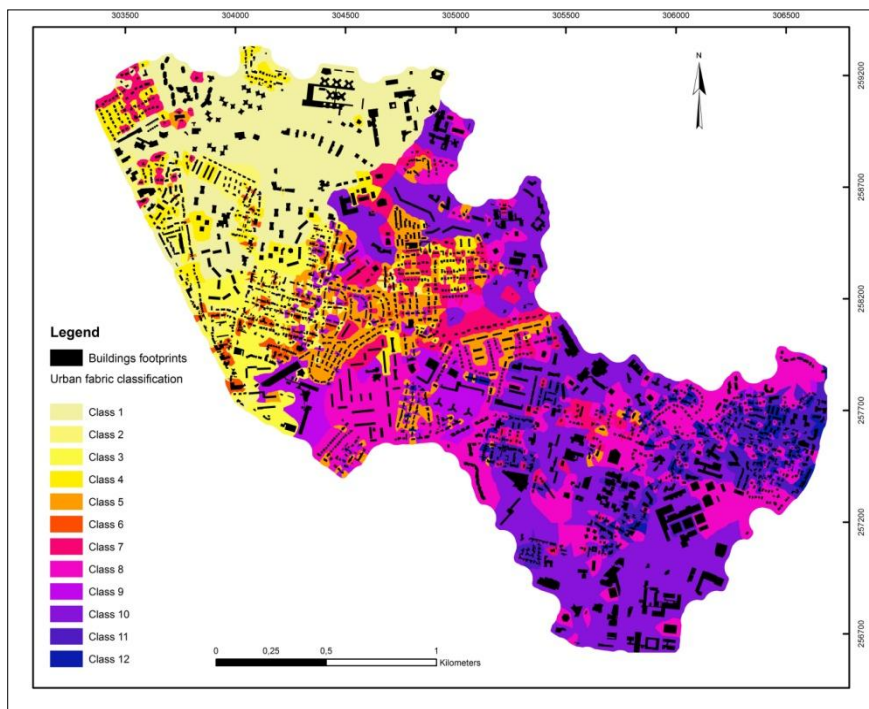 303500 304000 304500 305000 305500 306000 306500
N
259200
258700
258200
257700
257200
256700
Legend
Buildings footprints
Urban fabric classification
Class 1
Class 2
Class 3
Class 4
Class 5
Class 6
Class 7
Class 8
Class 9
Class 10
Class 11
Class 12
0 0,25 0,5 1
Kilometers